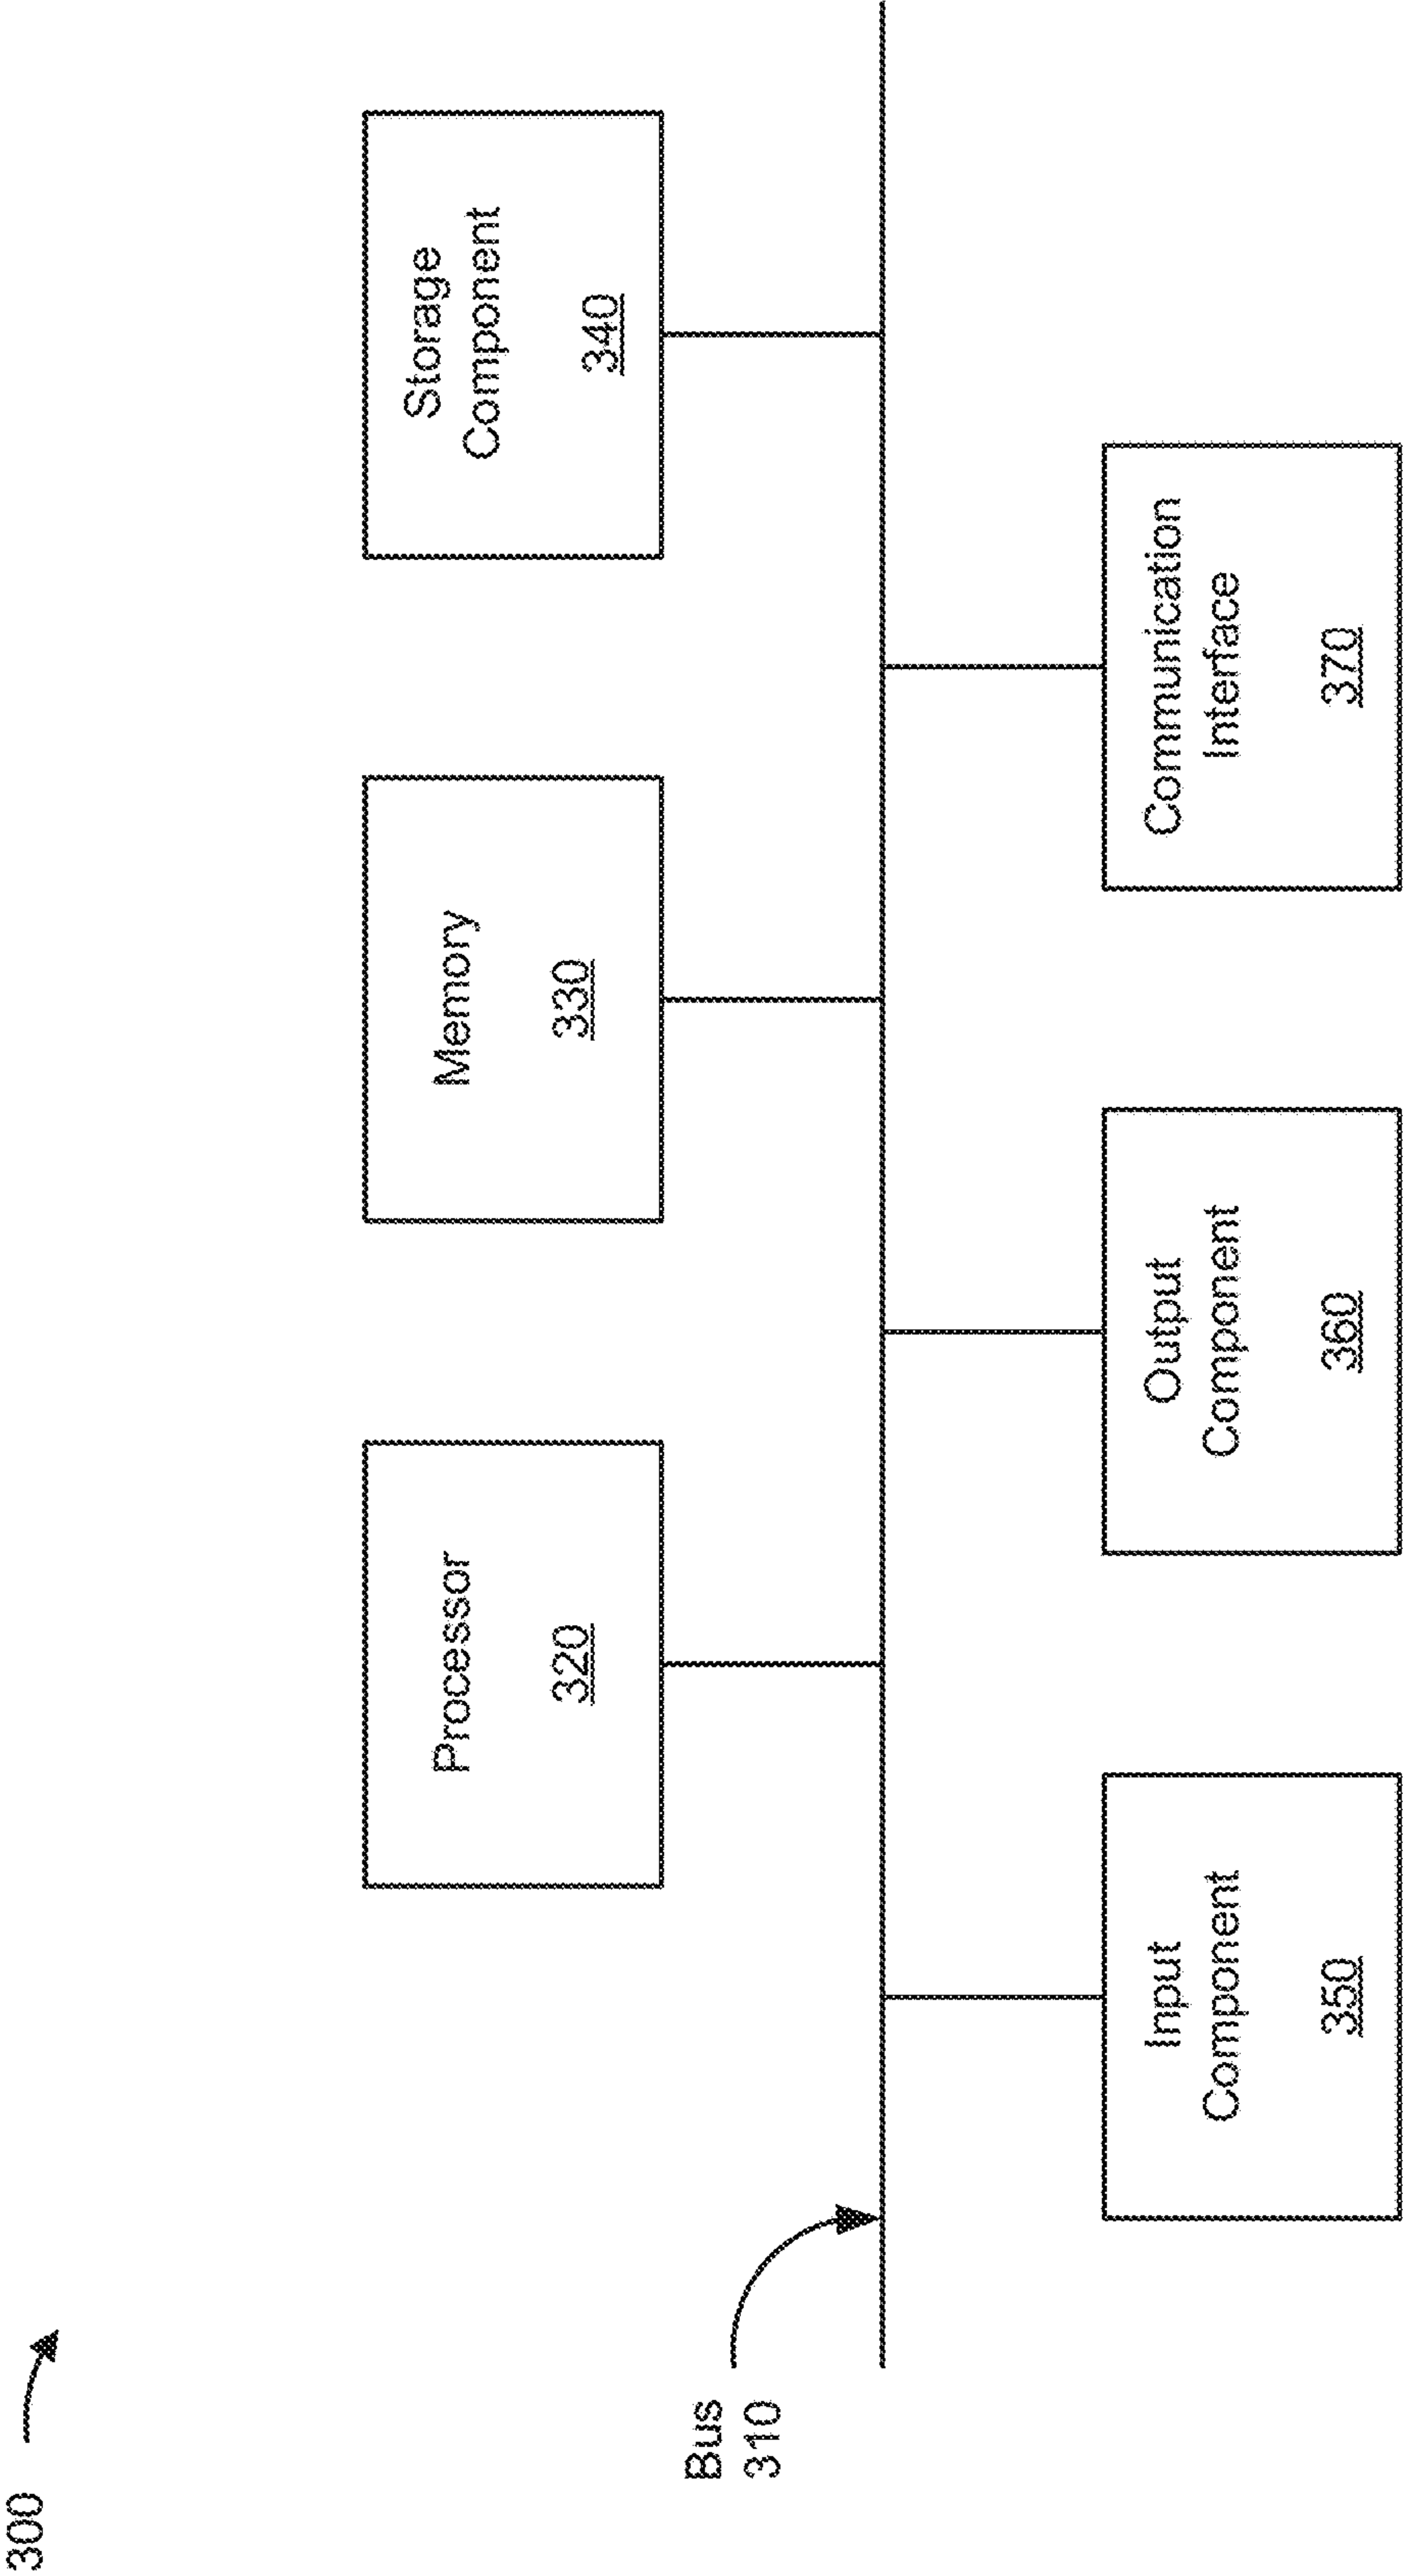 300
Bus
310
Processor
320
Memory
330
Storage
Component
340
Input
Component
350
Output
Component
360
Communication
Interface
370